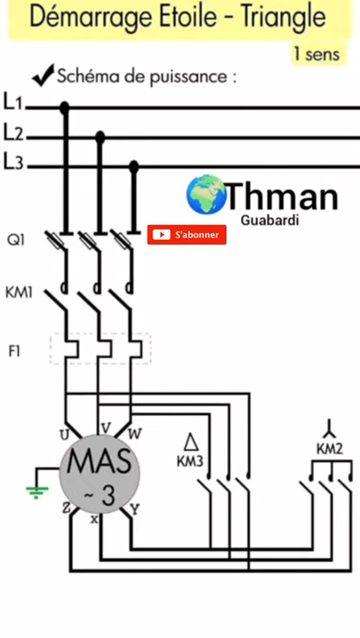 Démarrage Etoile - Triangle
1 sens
Schéma de puissance :
L1
L2
L3
Thman
Guabardi
S'abonner
Q1
KM1
F1
U V W
Δ
KM3
KM2
MAS
~ 3
Z x Y